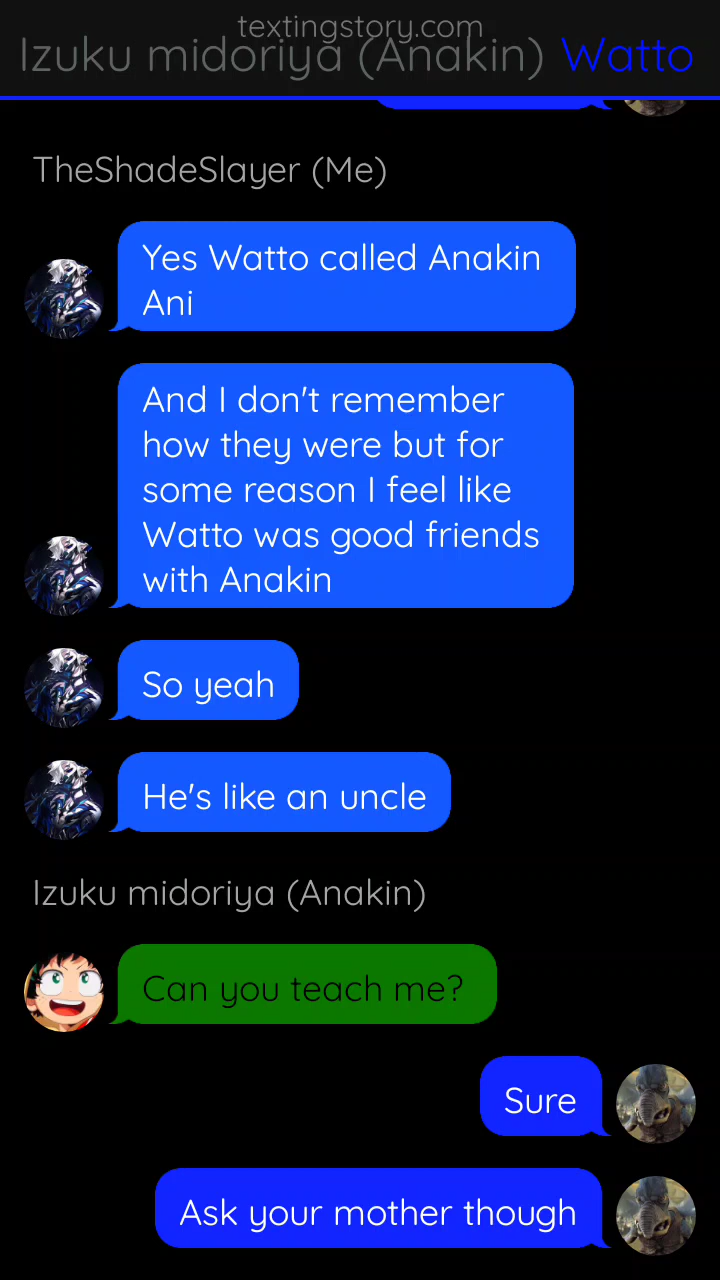 textingstory.com
Izuku midoriya (Anakin) Watto
TheShadeSlayer (Me)
Yes Watto called Anakin
Ani
And I don't remember
how they were but for
some reason I feel like
Watto was good friends
with Anakin
So yeah
He's like an uncle
Izuku midoriya (Anakin)
Can you teach me?
Sure
Ask your mother though